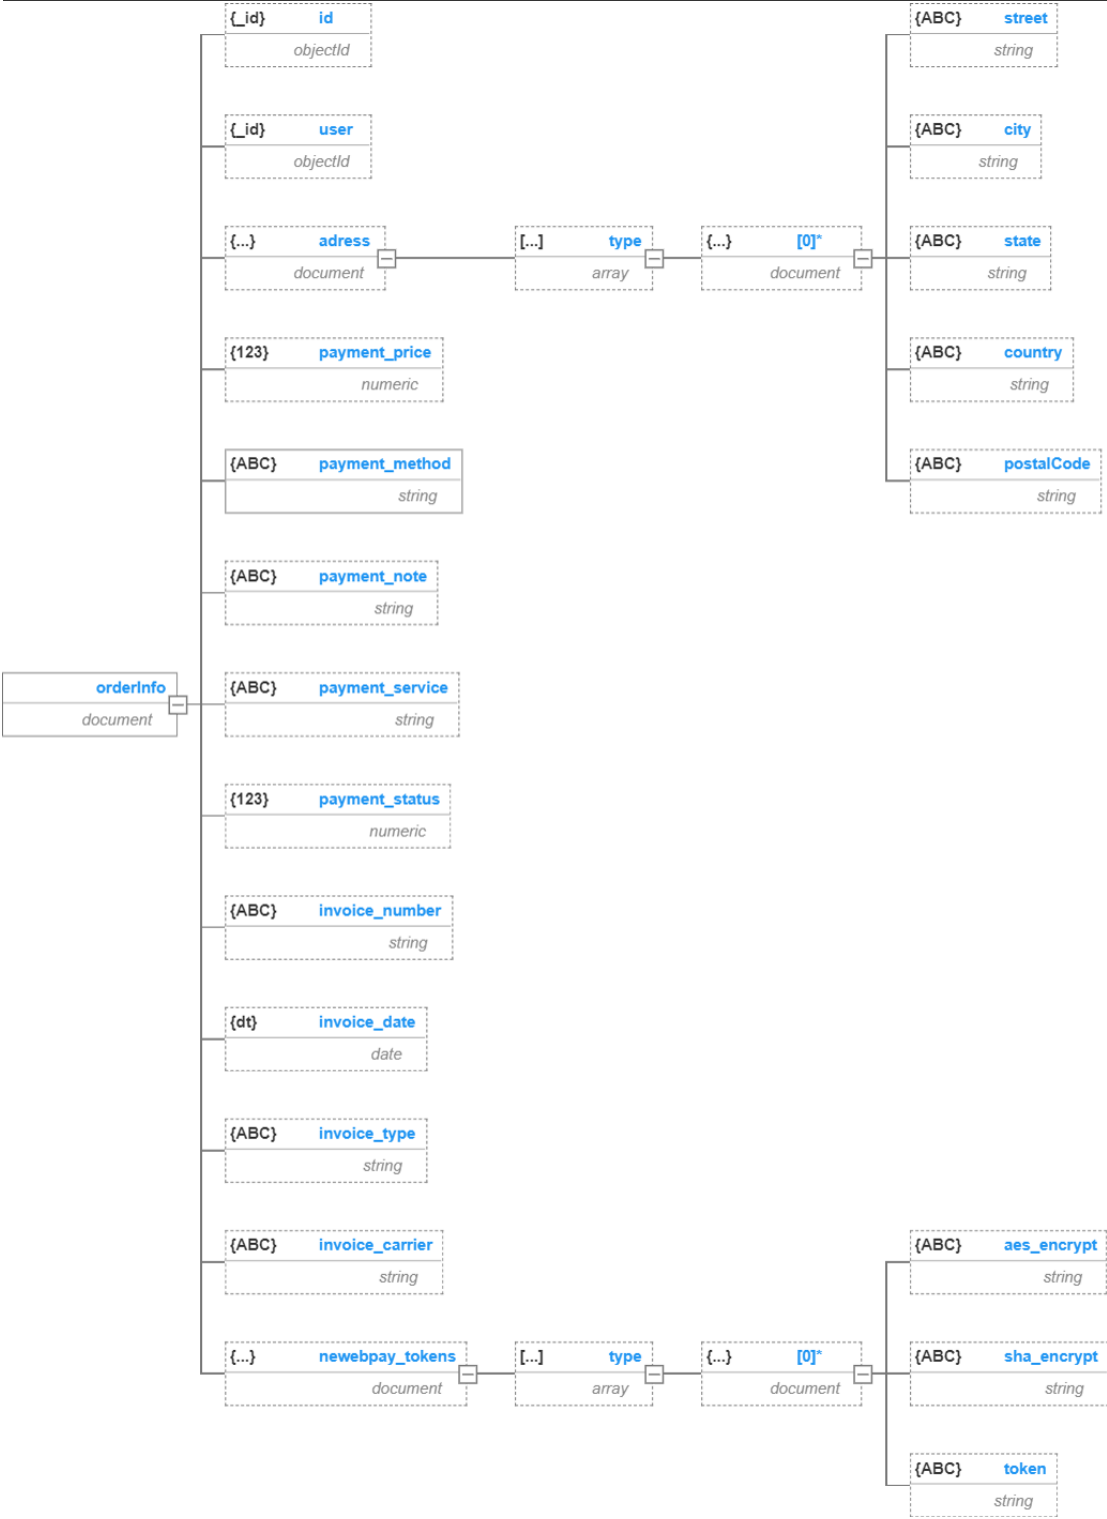 {_id} id
objectId
{_id} user
objectId
{...} adress
document
[...] type
array
{...} [0]*
document
{ABC} street
string
{ABC} city
string
{ABC} state
string
{ABC} country
string
{ABC} postalCode
string
{123} payment_price
numeric
{ABC} payment_method
string
{ABC} payment_note
string
orderInfo
document
{ABC} payment_service
string
{123} payment_status
numeric
{ABC} invoice_number
string
{dt} invoice_date
date
{ABC} invoice_type
string
{ABC} invoice_carrier
string
{...} newebpay_tokens
document
[...] type
array
{...} [0]*
document
{ABC} aes_encrypt
string
{ABC} sha_encrypt
string
{ABC} token
string